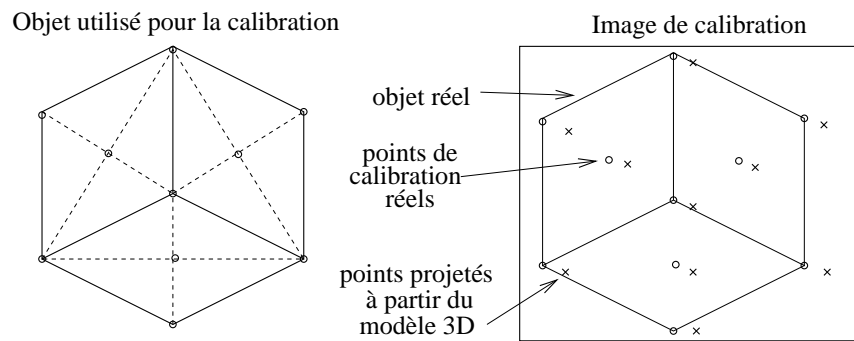 Objet utilisé pour la calibration
Image de calibration
objet réel
points de
calibration
réels
points projetés
à partir du
modèle 3D